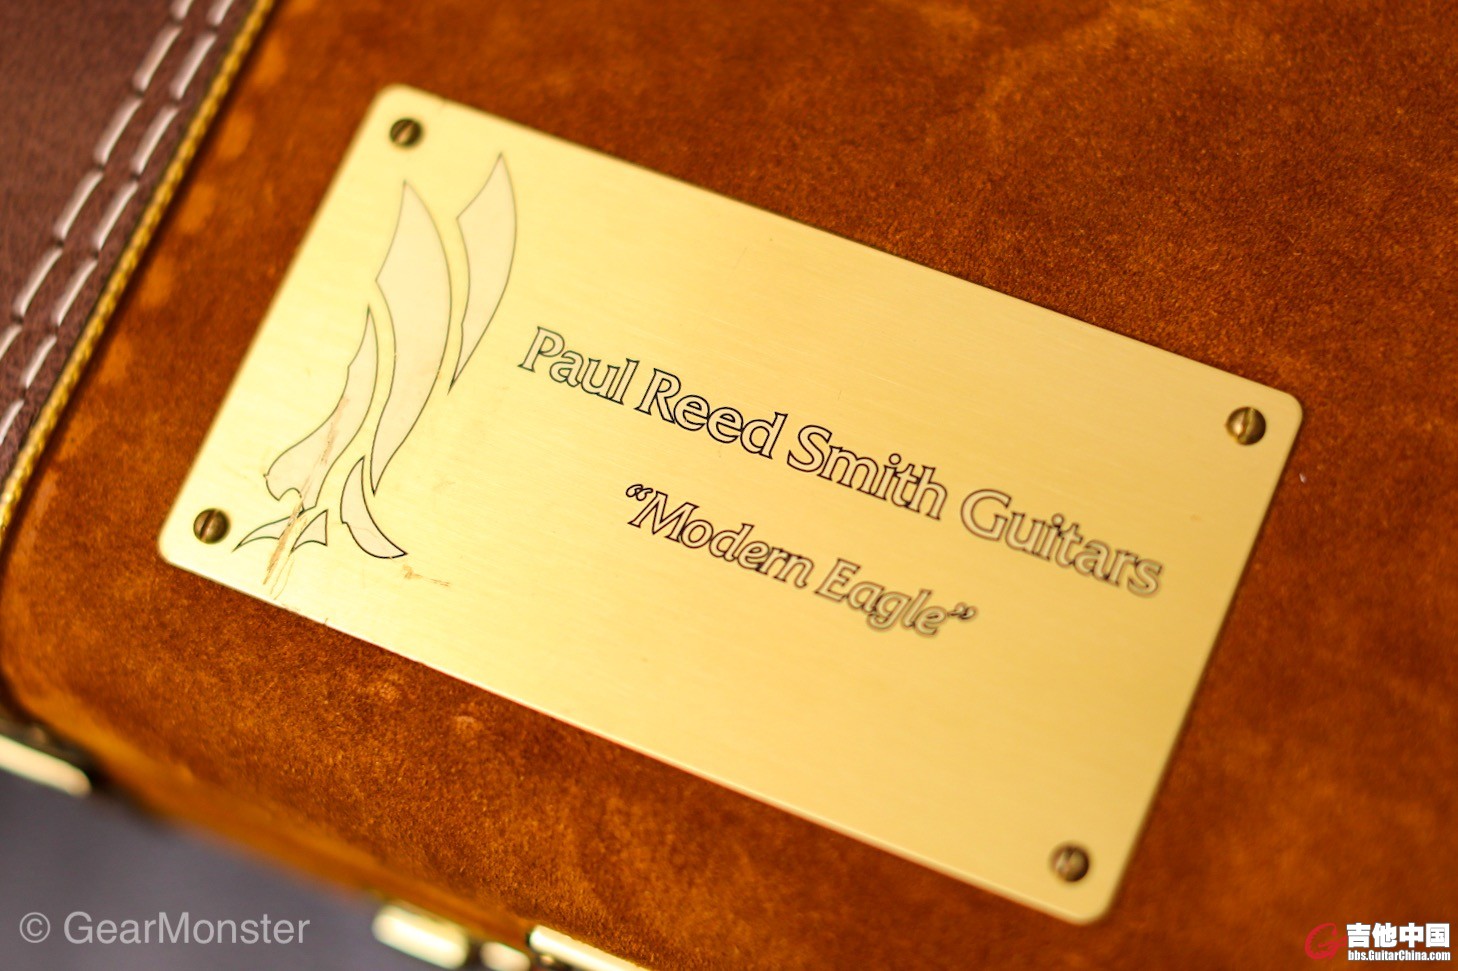 Paul Reed Smith Guitars
“Modern Eagle”
© GearMonster
吉他中国
bbs.GuitarChina.com